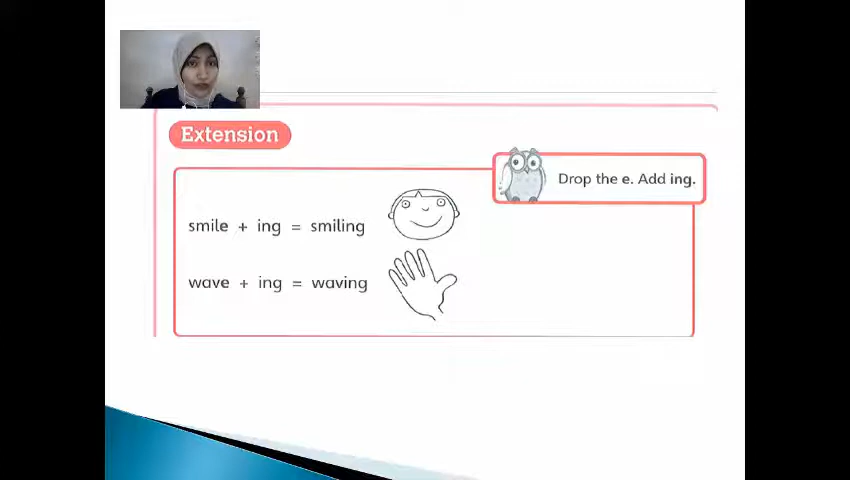 Extension
Drop the e. Add ing.
smile + ing = smiling
wave + ing = waving